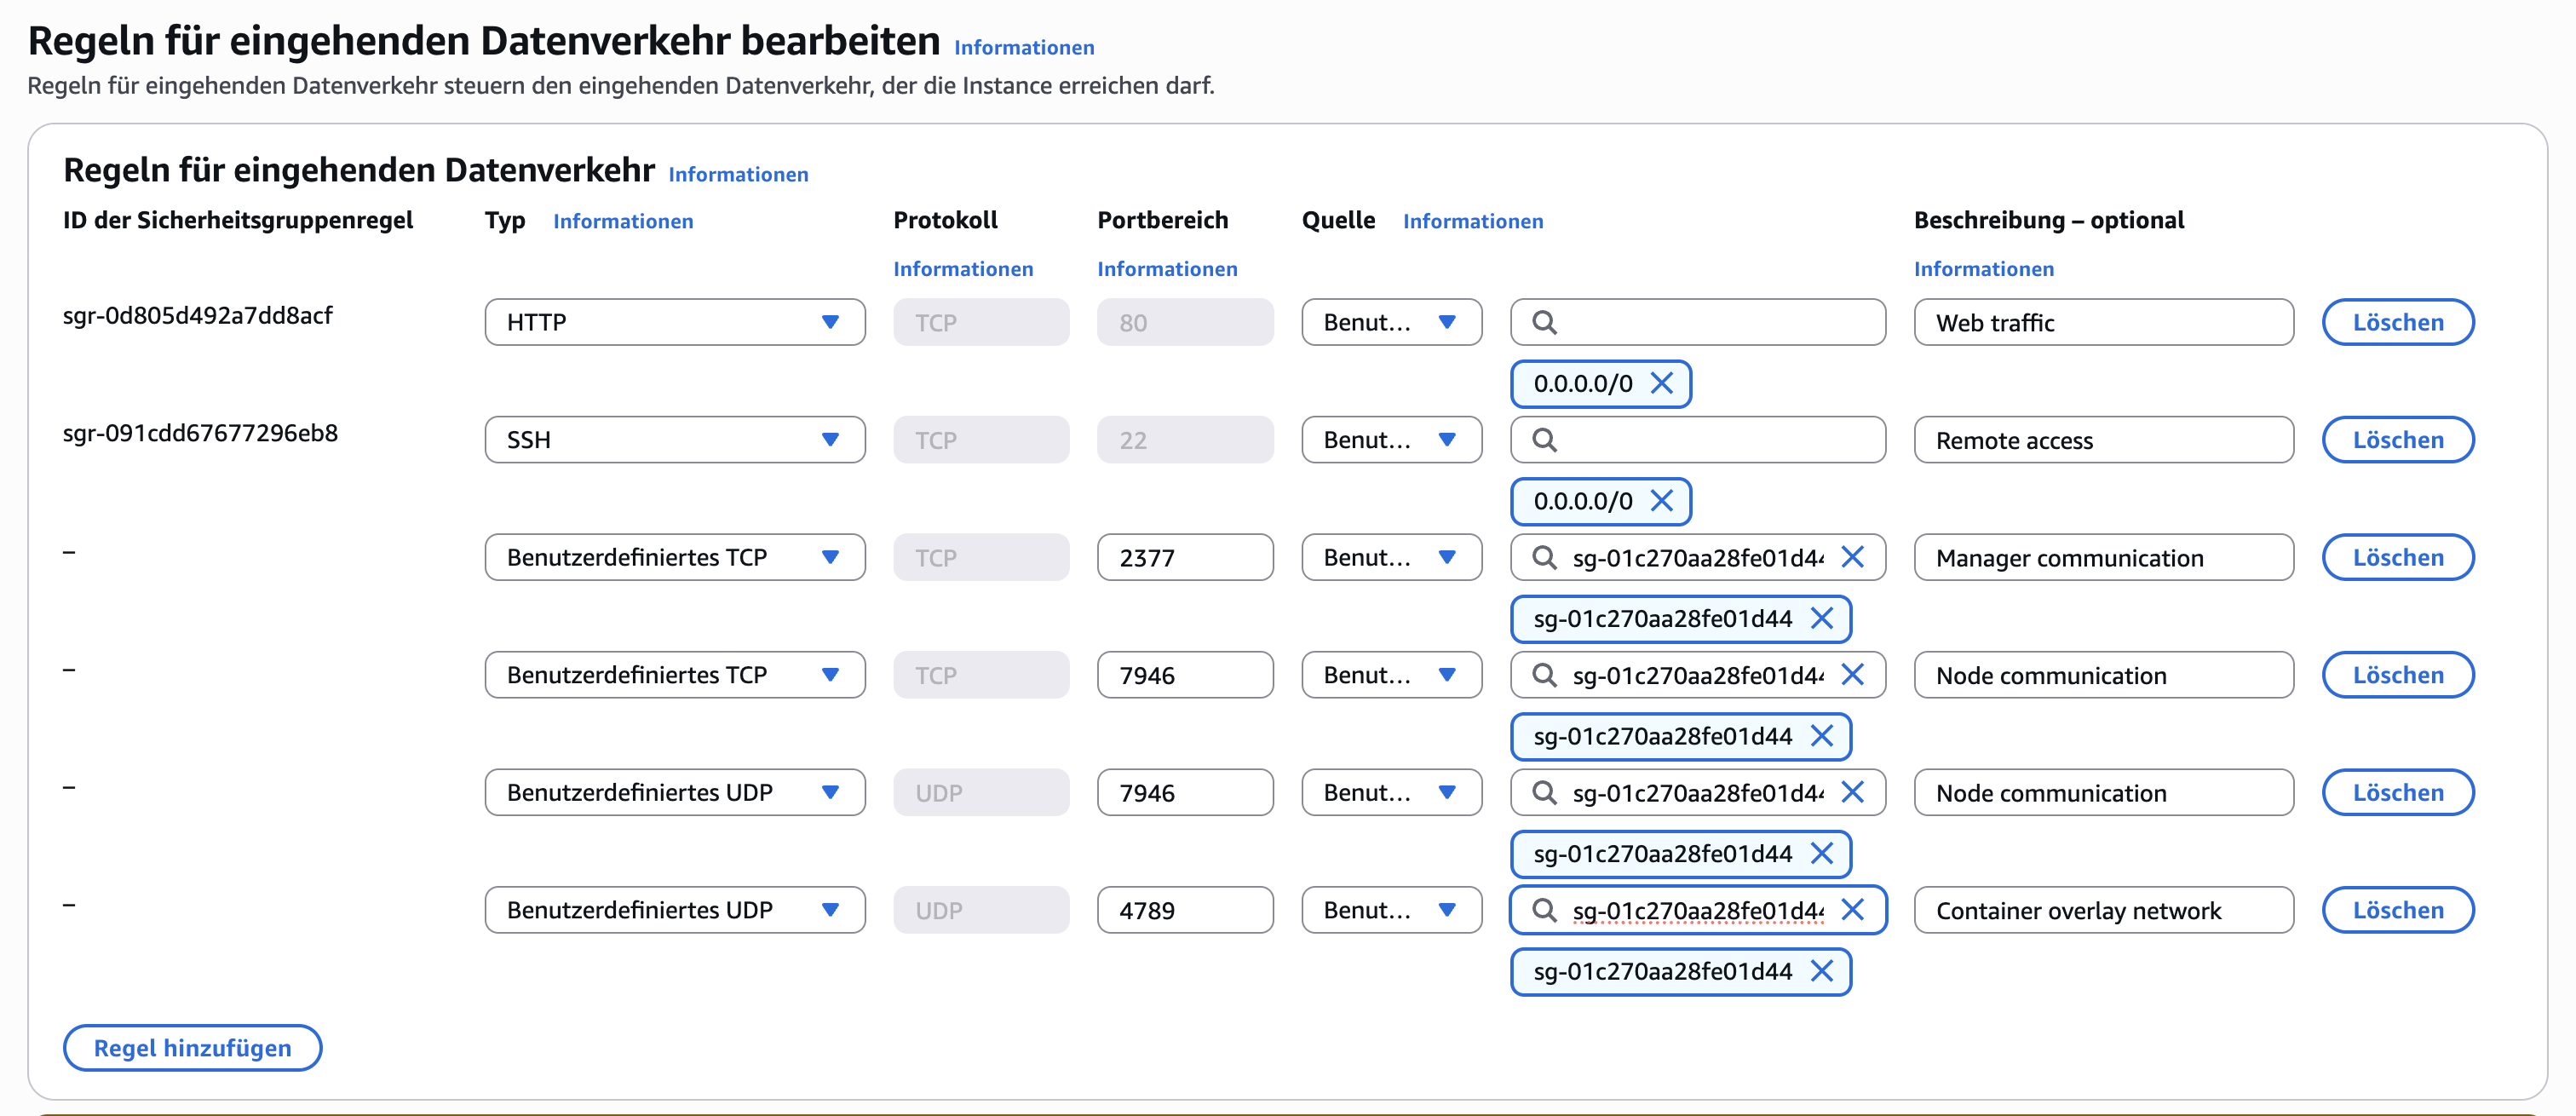 Regeln für eingehenden Datenverkehr bearbeiten Informationen
Regeln für eingehenden Datenverkehr steuern den eingehenden Datenverkehr, der die Instance erreichen darf.
Regeln für eingehenden Datenverkehr Informationen
ID der Sicherheitsgruppenregel Typ Informationen Protokoll Portbereich Quelle Informationen Beschreibung – optional
Informationen Informationen Informationen
sgr-0d805d492a7dd8acf HTTP TCP 80 Benut... Web traffic Löschen
0.0.0.0/0
sgr-091cdd67677296eb8 SSH TCP 22 Benut... Remote access Löschen
0.0.0.0/0
– Benutzerdefiniertes TCP TCP 2377 Benut... sg-01c270aa28fe01d44 Manager communication Löschen
sg-01c270aa28fe01d44
– Benutzerdefiniertes TCP TCP 7946 Benut... sg-01c270aa28fe01d44 Node communication Löschen
sg-01c270aa28fe01d44
– Benutzerdefiniertes UDP UDP 7946 Benut... sg-01c270aa28fe01d44 Node communication Löschen
sg-01c270aa28fe01d44
– Benutzerdefiniertes UDP UDP 4789 Benut... sg-01c270aa28fe01d44 Container overlay network Löschen
sg-01c270aa28fe01d44
Regel hinzufügen